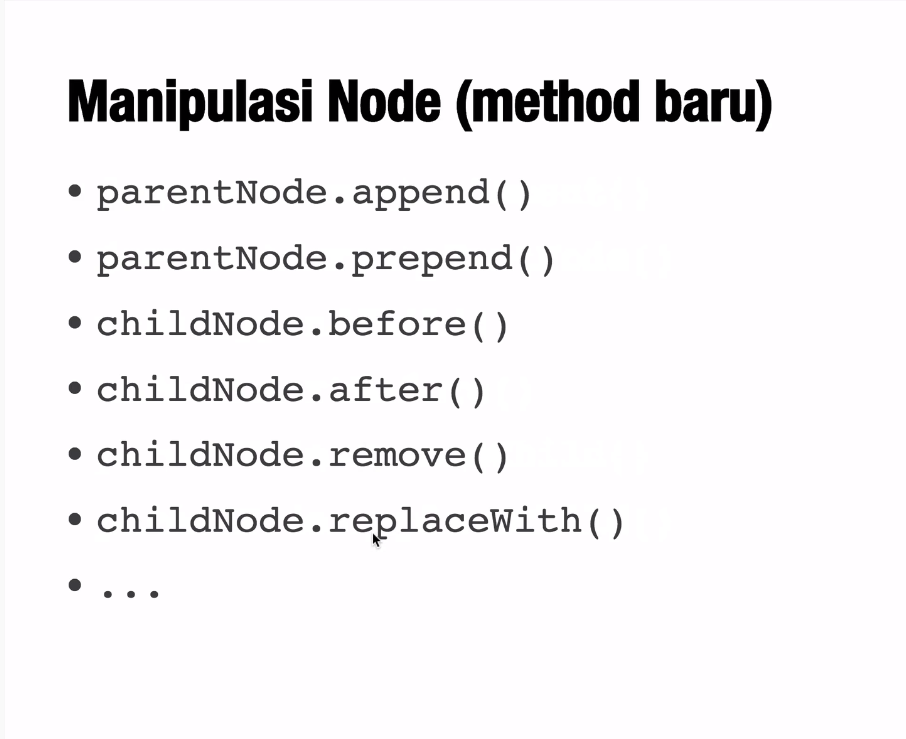 Manipulasi Node (method baru)
• parentNode.append()
• parentNode.prepend()
• childNode.before()
• childNode.after()
• childNode.remove()
• childNode.replaceWith()
• ...